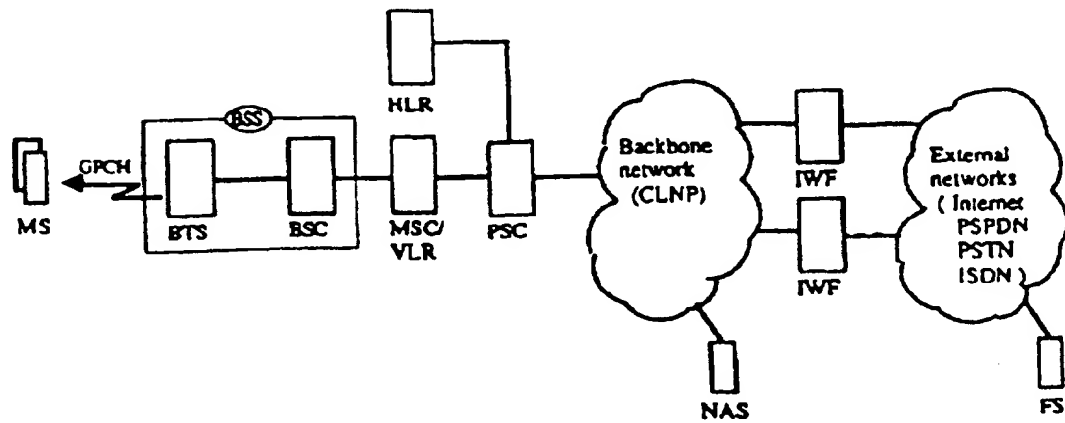 HLR
BSS
GPCH
MS
BTS
BSC
MSC/
VLR
PSC
Backbone
network
(CLNP)
IWF
IWF
External
networks
( Internet
PSPDN
PSTN
ISDN )
NAS
FS